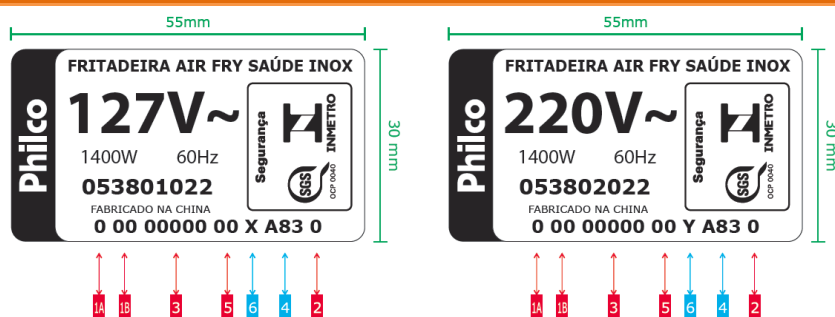 55mm
Philco
FRITADEIRA AIR FRY SAÚDE INOX
127V~
1400W 60Hz
053801022
FABRICADO NA CHINA
0 00 00000 00 X A83 0
Segurança
INMETRO
SGS
OCP 0040
30 mm
1A 1B 3 5 6 4 2
55mm
Philco
FRITADEIRA AIR FRY SAÚDE INOX
220V~
1400W 60Hz
053802022
FABRICADO NA CHINA
0 00 00000 00 Y A83 0
Segurança
INMETRO
SGS
OCP 0040
30 mm
1A 1B 3 5 6 4 2